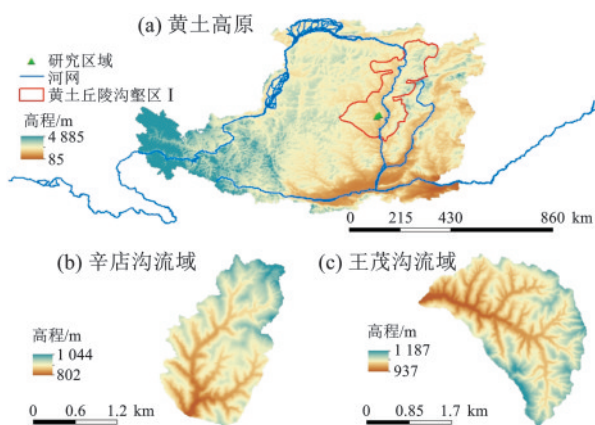 (a) 黄土高原
研究区域
河网
黄土丘陵沟壑区 I
高程/m
4 885
85
0 215 430 860 km
(b) 辛店沟流域
高程/m
1 044
802
0 0.6 1.2 km
(c) 王茂沟流域
高程/m
1 187
937
0 0.85 1.7 km